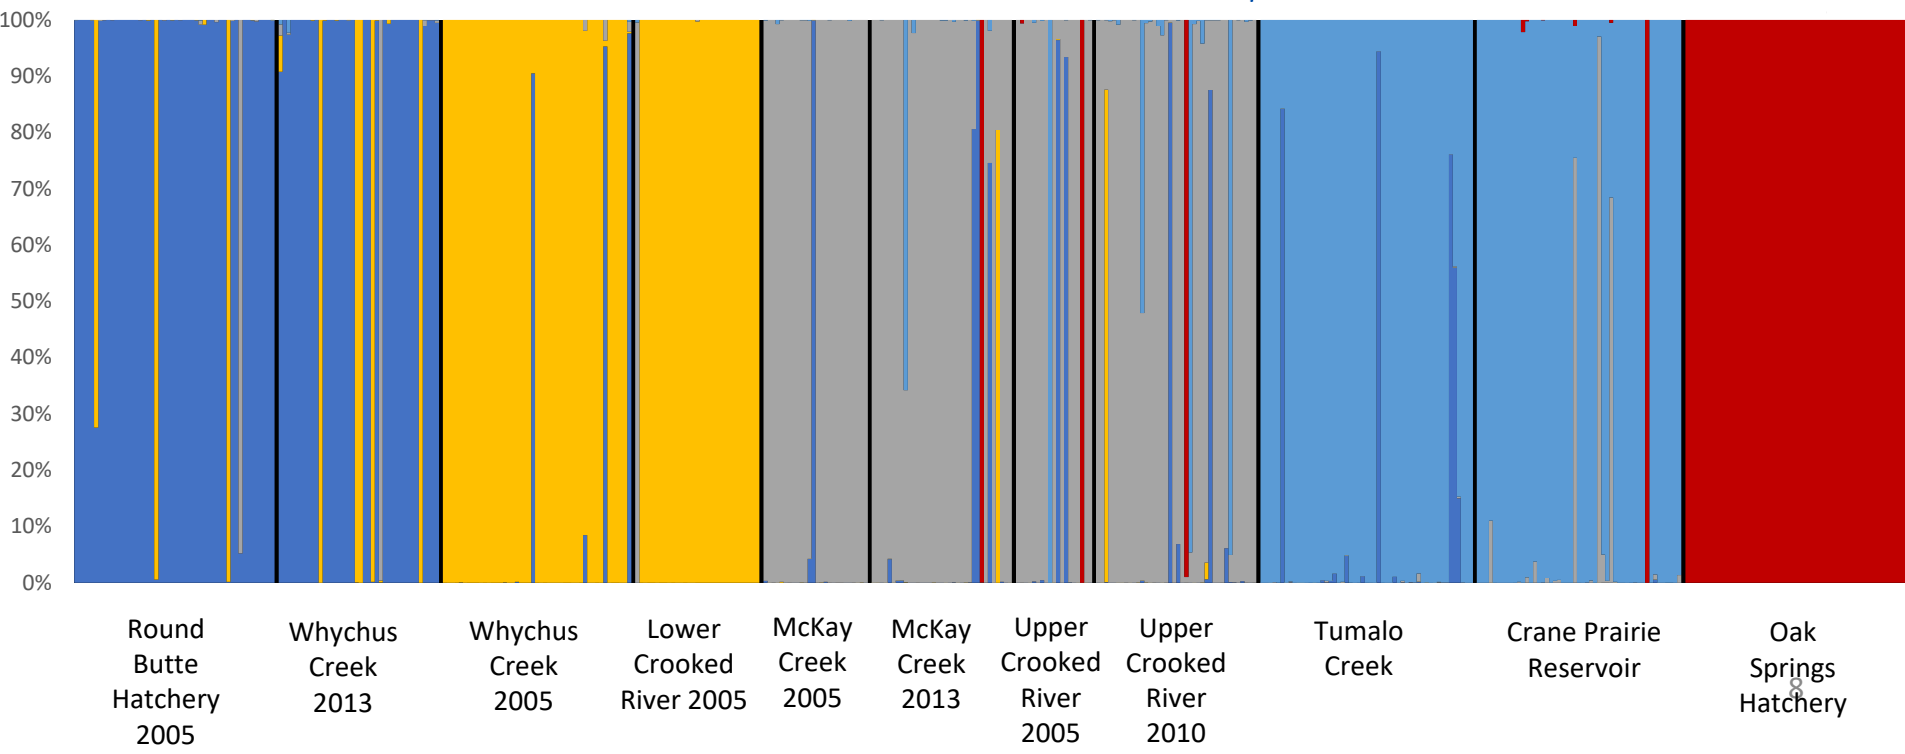 100%
90%
80%
70%
60%
50%
40%
30%
20%
10%
0%
Round
Butte
Hatchery
2005
Whychus
Creek
2013
Whychus
Creek
2005
Lower
Crooked
River 2005
McKay
Creek
2005
McKay
Creek
2013
Upper
Crooked
River
2005
Upper
Crooked
River
2010
Tumalo
Creek
Crane Prairie
Reservoir
Oak
Springs
Hatchery
8